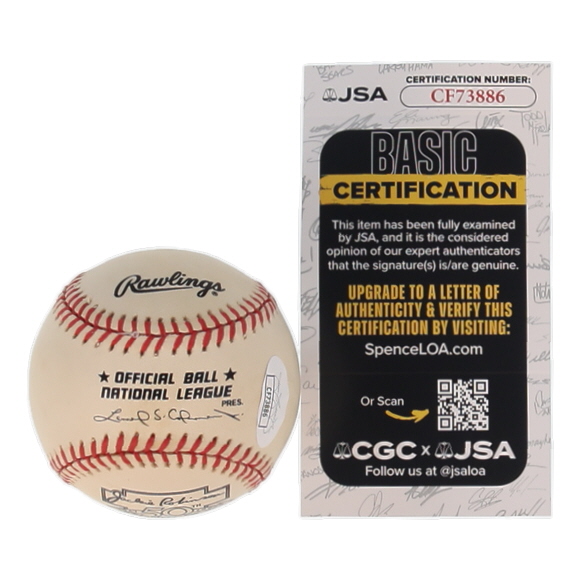 Rawlings
★ OFFICIAL BALL ★
NATIONAL LEAGUE
PRES.
CF73886
50TH
JSA
CERTIFICATION NUMBER:
CF73886
BASIC
CERTIFICATION
This item has been fully examined
by JSA, and it is the considered
opinion of our expert authenticators
that the signature(s) is/are genuine.
UPGRADE TO A LETTER OF
AUTHENTICITY & VERIFY THIS
CERTIFICATION BY VISITING:
SpenceLOA.com
Or Scan
CGC x JSA
Follow us at @jsaloa